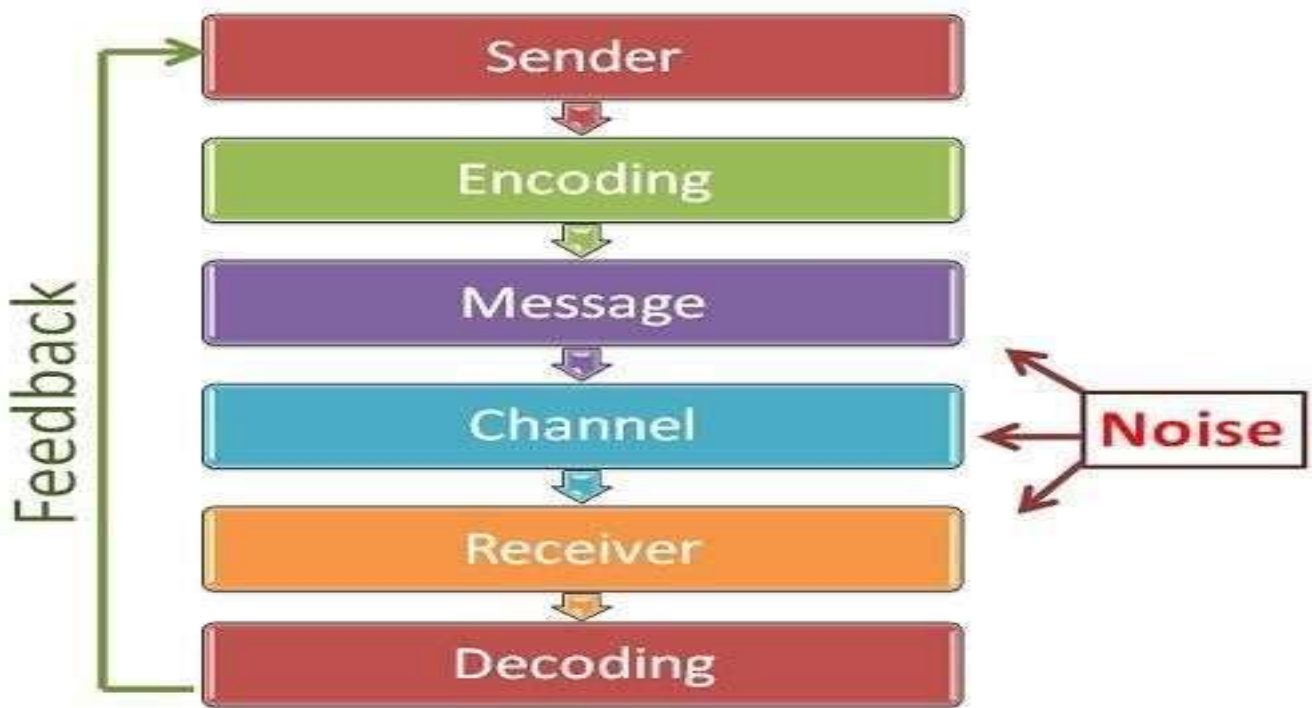 Sender
Encoding
Message
Channel
Receiver
Decoding
Feedback
Noise